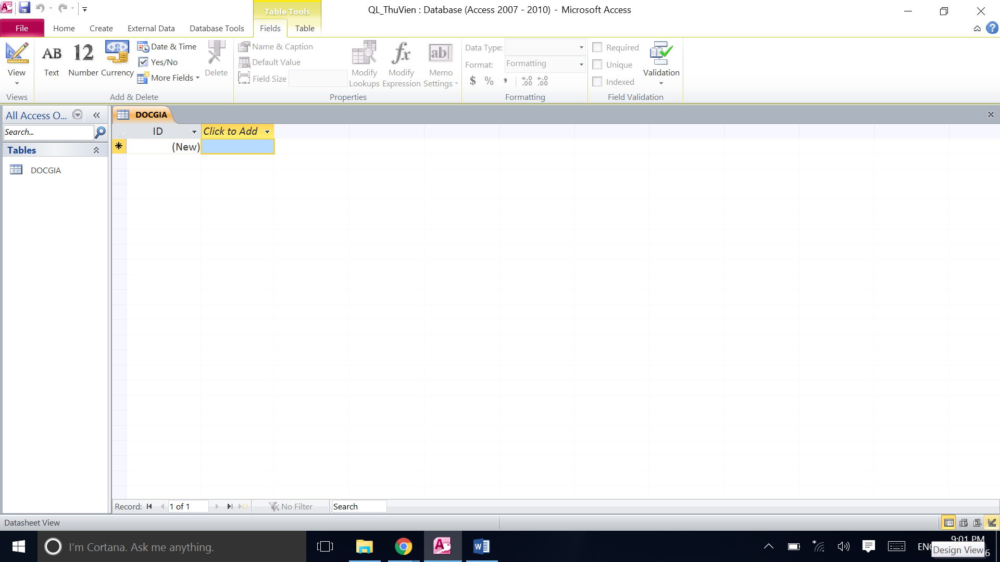 Table Tools
QL_ThuVien : Database (Access 2007 - 2010) - Microsoft Access
File Home Create External Data Database Tools Fields Table
View
Views
AB
Text
12
Number
Currency
Date & Time
Yes/No
More Fields
Delete
Add & Delete
Name & Caption
Default Value
Field Size
Modify Lookups
fx
Modify Expression
ab|
Memo Settings
Properties
Data Type:
Format: Formatting
$ % , .00 .00
Formatting
Required
Unique
Indexed
Validation
Field Validation
All Access O...
Search...
Tables
DOCGIA
DOCGIA
ID Click to Add
(New)
Record: 1 of 1 No Filter Search
Datasheet View
I'm Cortana. Ask me anything.
9:01 PM
Design View